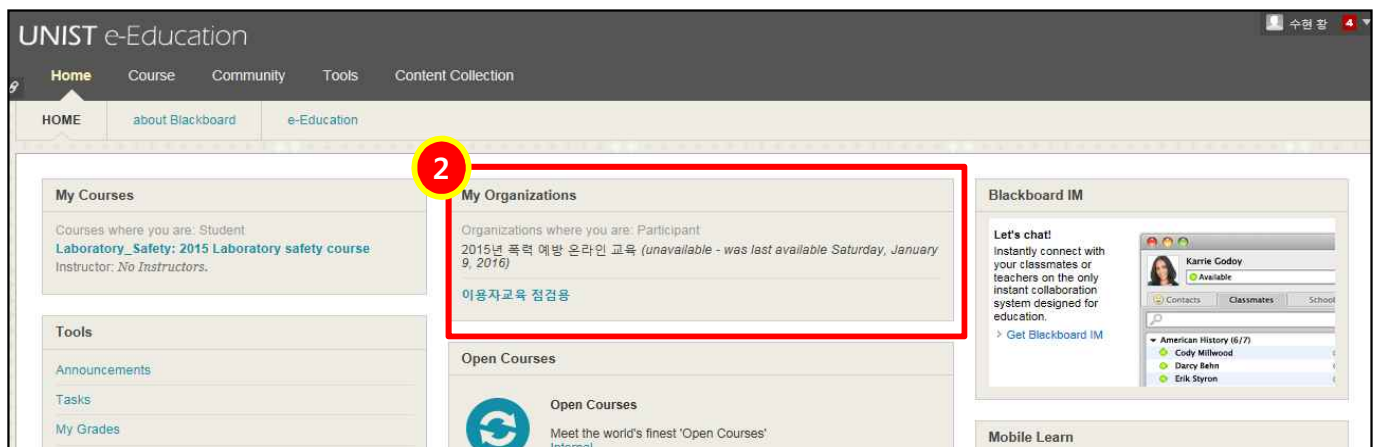 UNIST e-Education
수현 황 4
Home Course Community Tools Content Collection
HOME about Blackboard e-Education
2
My Courses
Courses where you are: Student
Laboratory_Safety: 2015 Laboratory safety course
Instructor: No Instructors.
Tools
Announcements
Tasks
My Grades
My Organizations
Organizations where you are: Participant
2015년 폭력 예방 온라인 교육 (unavailable - was last available Saturday, January
9, 2016)
이용자교육 점검용
Open Courses
Open Courses
Meet the world's finest 'Open Courses'
Internal
Blackboard IM
Let's chat!
Instantly connect with
your classmates or
teachers on the only
instant collaboration
system designed for
education.
> Get Blackboard IM
Karrie Godoy
Available
Contacts Classmates School
American History (6/7)
Cody Millwood
Darcy Behn
Erik Styron
Mobile Learn